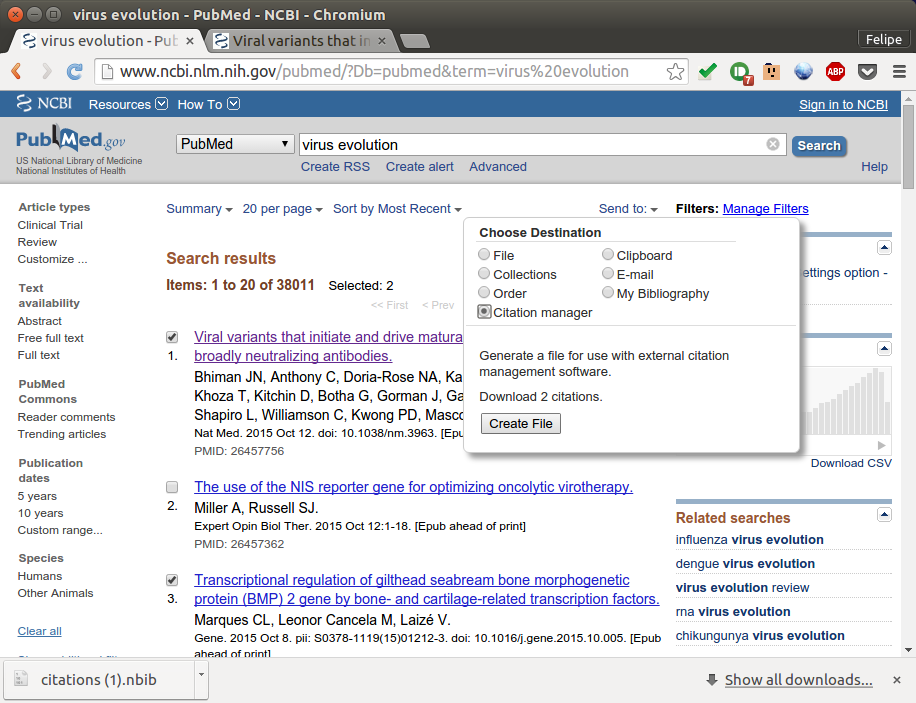 virus evolution - PubMed - NCBI - Chromium
virus evolution - Pu
Viral variants that in
Felipe
www.ncbi.nlm.nih.gov/pubmed/?Db=pubmed&term=virus%20evolution
7
ABP
NCBI Resources How To Sign in to NCBI
PubMed.gov
US National Library of Medicine
National Institutes of Health
PubMed virus evolution Search
Create RSS Create alert Advanced Help
Article types
Clinical Trial
Review
Customize ...
Text
availability
Abstract
Free full text
Full text
PubMed
Commons
Reader comments
Trending articles
Publication
dates
5 years
10 years
Custom range...
Species
Humans
Other Animals
Clear all
Summary 20 per page Sort by Most Recent Send to: Filters: Manage Filters
Search results
Items: 1 to 20 of 38011 Selected: 2
<< First < Prev
Viral variants that initiate and drive matura
1. broadly neutralizing antibodies.
Bhiman JN, Anthony C, Doria-Rose NA, Ka
Khoza T, Kitchin D, Botha G, Gorman J, Ga
Shapiro L, Williamson C, Kwong PD, Masco
Nat Med. 2015 Oct 12. doi: 10.1038/nm.3963. [Epu
PMID: 26457756
The use of the NIS reporter gene for optimizing oncolytic virotherapy.
2. Miller A, Russell SJ.
Expert Opin Biol Ther. 2015 Oct 12:1-18. [Epub ahead of print]
PMID: 26457362
Transcriptional regulation of gilthead seabream bone morphogenetic
3. protein (BMP) 2 gene by bone- and cartilage-related transcription factors.
Marques CL, Leonor Cancela M, Laizé V.
Gene. 2015 Oct 8. pii: S0378-1119(15)01212-3. doi: 10.1016/j.gene.2015.10.005. [Epub
ahead of print]
Choose Destination
File Clipboard
Collections E-mail
Order My Bibliography
Citation manager
Generate a file for use with external citation
management software.
Download 2 citations.
Create File
ettings option -
Download CSV
Related searches
influenza virus evolution
dengue virus evolution
virus evolution review
rna virus evolution
chikungunya virus evolution
citations (1).nbib
Show all downloads...